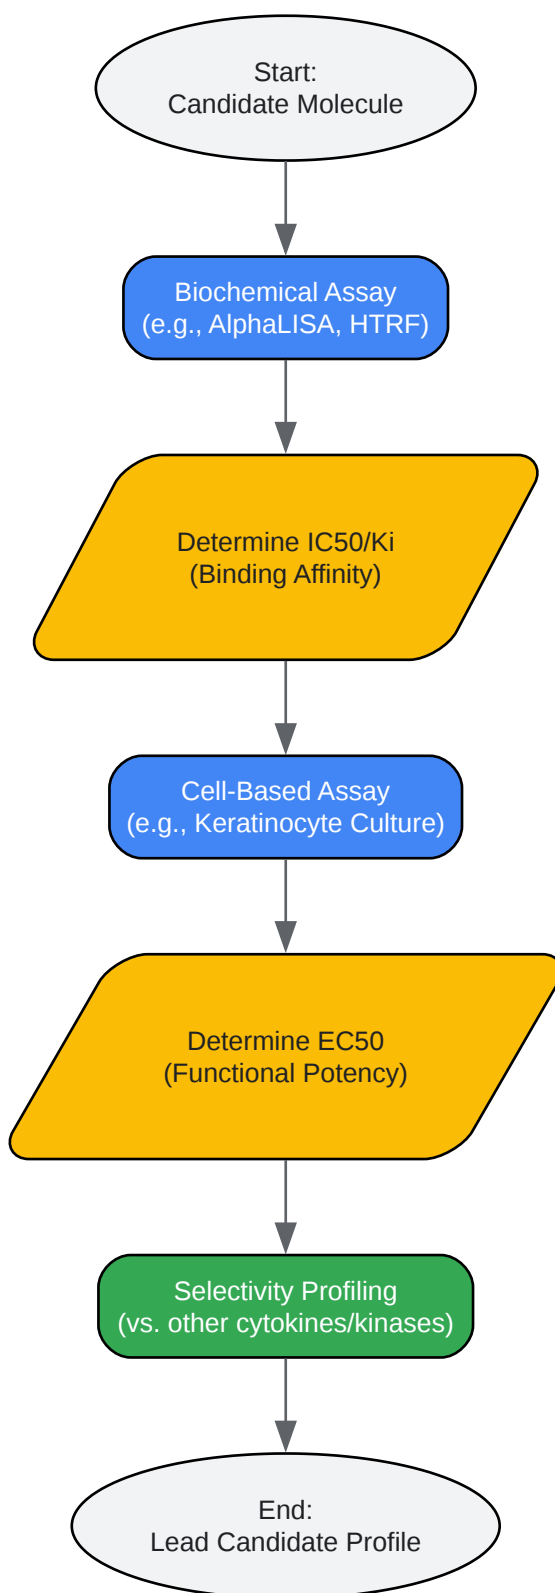 Start:
Candidate Molecule
Biochemical Assay
(e.g., AlphaLISA, HTRF)
Determine IC50/Ki
(Binding Affinity)
Cell-Based Assay
(e.g., Keratinocyte Culture)
Determine EC50
(Functional Potency)
Selectivity Profiling
(vs. other cytokines/kinases)
End:
Lead Candidate Profile